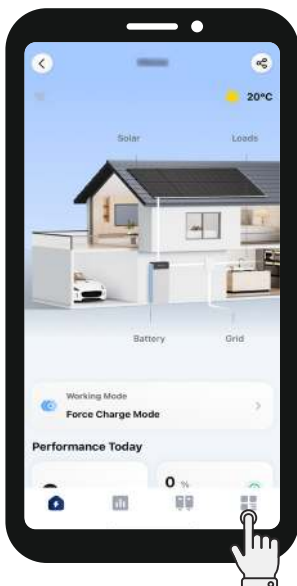 20°C
Solar Loads
Battery Grid
Working Mode
Force Charge Mode
Performance Today
0 %